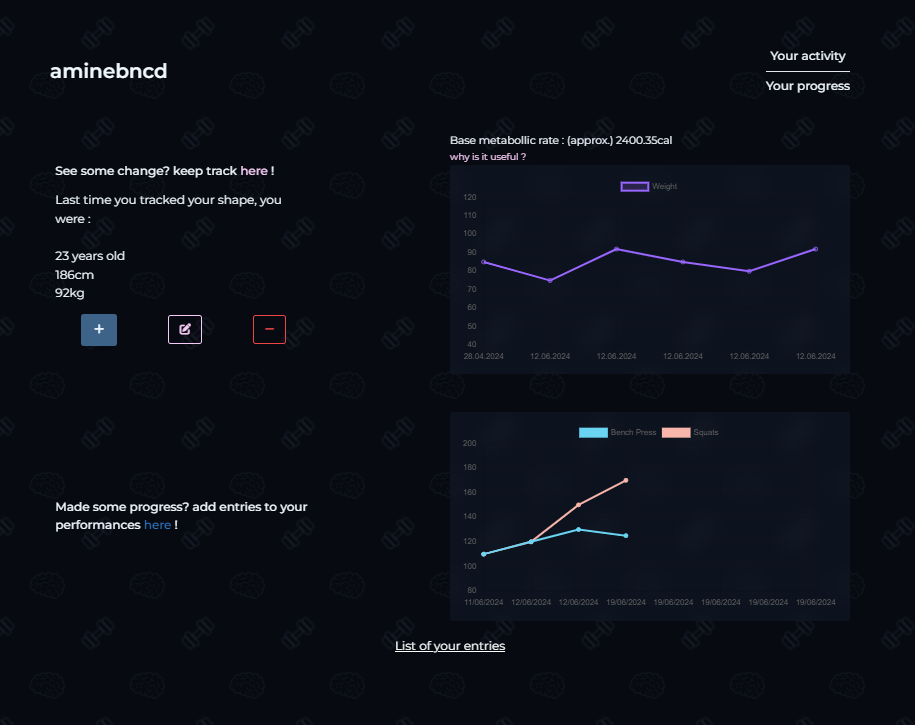 aminebncd
Your activity
Your progress
See some change? keep track here !
Last time you tracked your shape, you
were :
23 years old
186cm
92kg
Base metabollic rate : (approx.) 2400.35cal
why is it useful ?
Weight
120
110
100
90
80
70
60
50
40
28.04.2024 12.06.2024 12.06.2024 12.06.2024 12.06.2024 12.08.2024
Made some progress? add entries to your
performances here !
Bench Press Squats
200
180
160
140
120
100
80
11/06/2024 12/06/2024 12/06/2024 19/06/2024 19/06/2024 19/06/2024 19/06/2024 19/06/2024
List of your entries